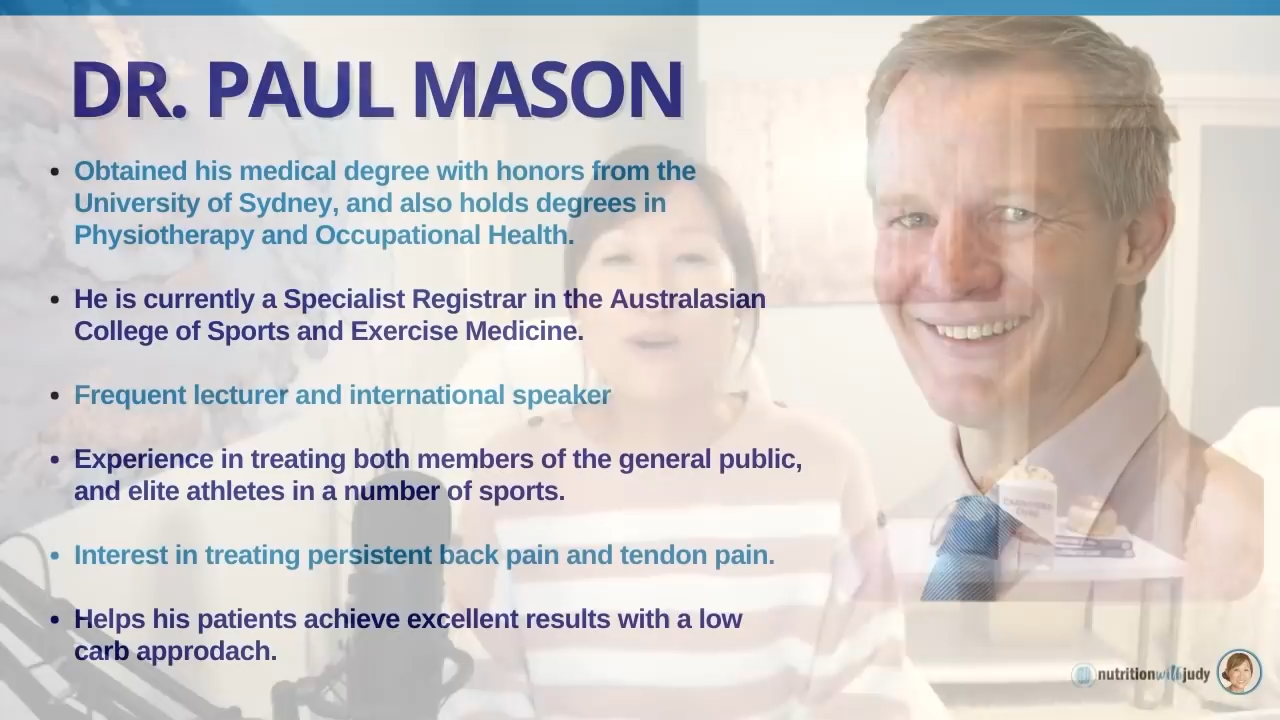 DR. PAUL MASON
• Obtained his medical degree with honors from the
University of Sydney, and also holds degrees in
Physiotherapy and Occupational Health.
• He is currently a Specialist Registrar in the Australasian
College of Sports and Exercise Medicine.
• Frequent lecturer and international speaker
• Experience in treating both members of the general public,
and elite athletes in a number of sports.
• Interest in treating persistent back pain and tendon pain.
• Helps his patients achieve excellent results with a low
carb approdach.
nutritionwithjudy